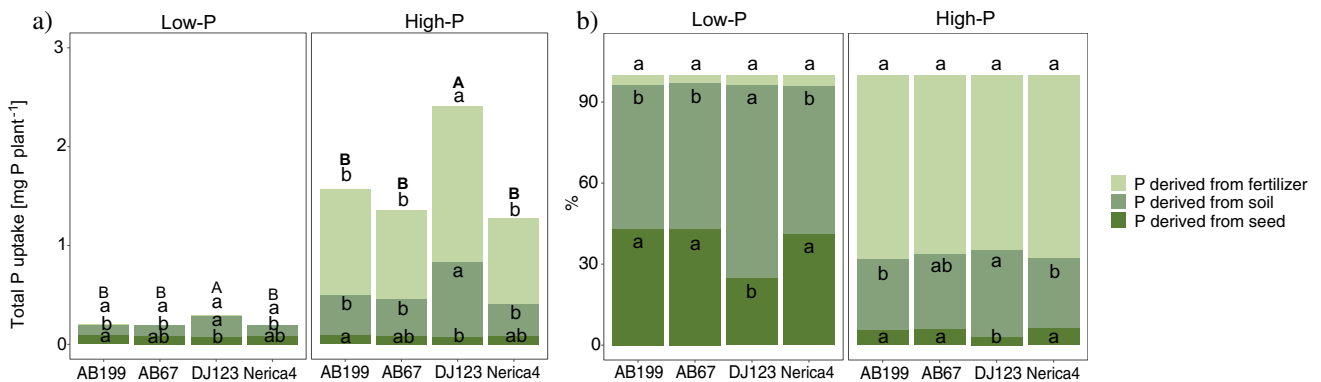 a)
Low-P
High-P
Total P uptake [mg P plant⁻¹]
3
2
1
0
B B A B
a a a a
b b a b
a ab b ab
B B A B
b b a b
b b a b
a ab b ab
AB199 AB67 DJ123 Nerica4
AB199 AB67 DJ123 Nerica4
b)
Low-P
High-P
%
90
60
30
0
a a a a
b b a b
a a b a
a a a a
b ab a b
a a b a
AB199 AB67 DJ123 Nerica4
AB199 AB67 DJ123 Nerica4
P derived from fertilizer
P derived from soil
P derived from seed